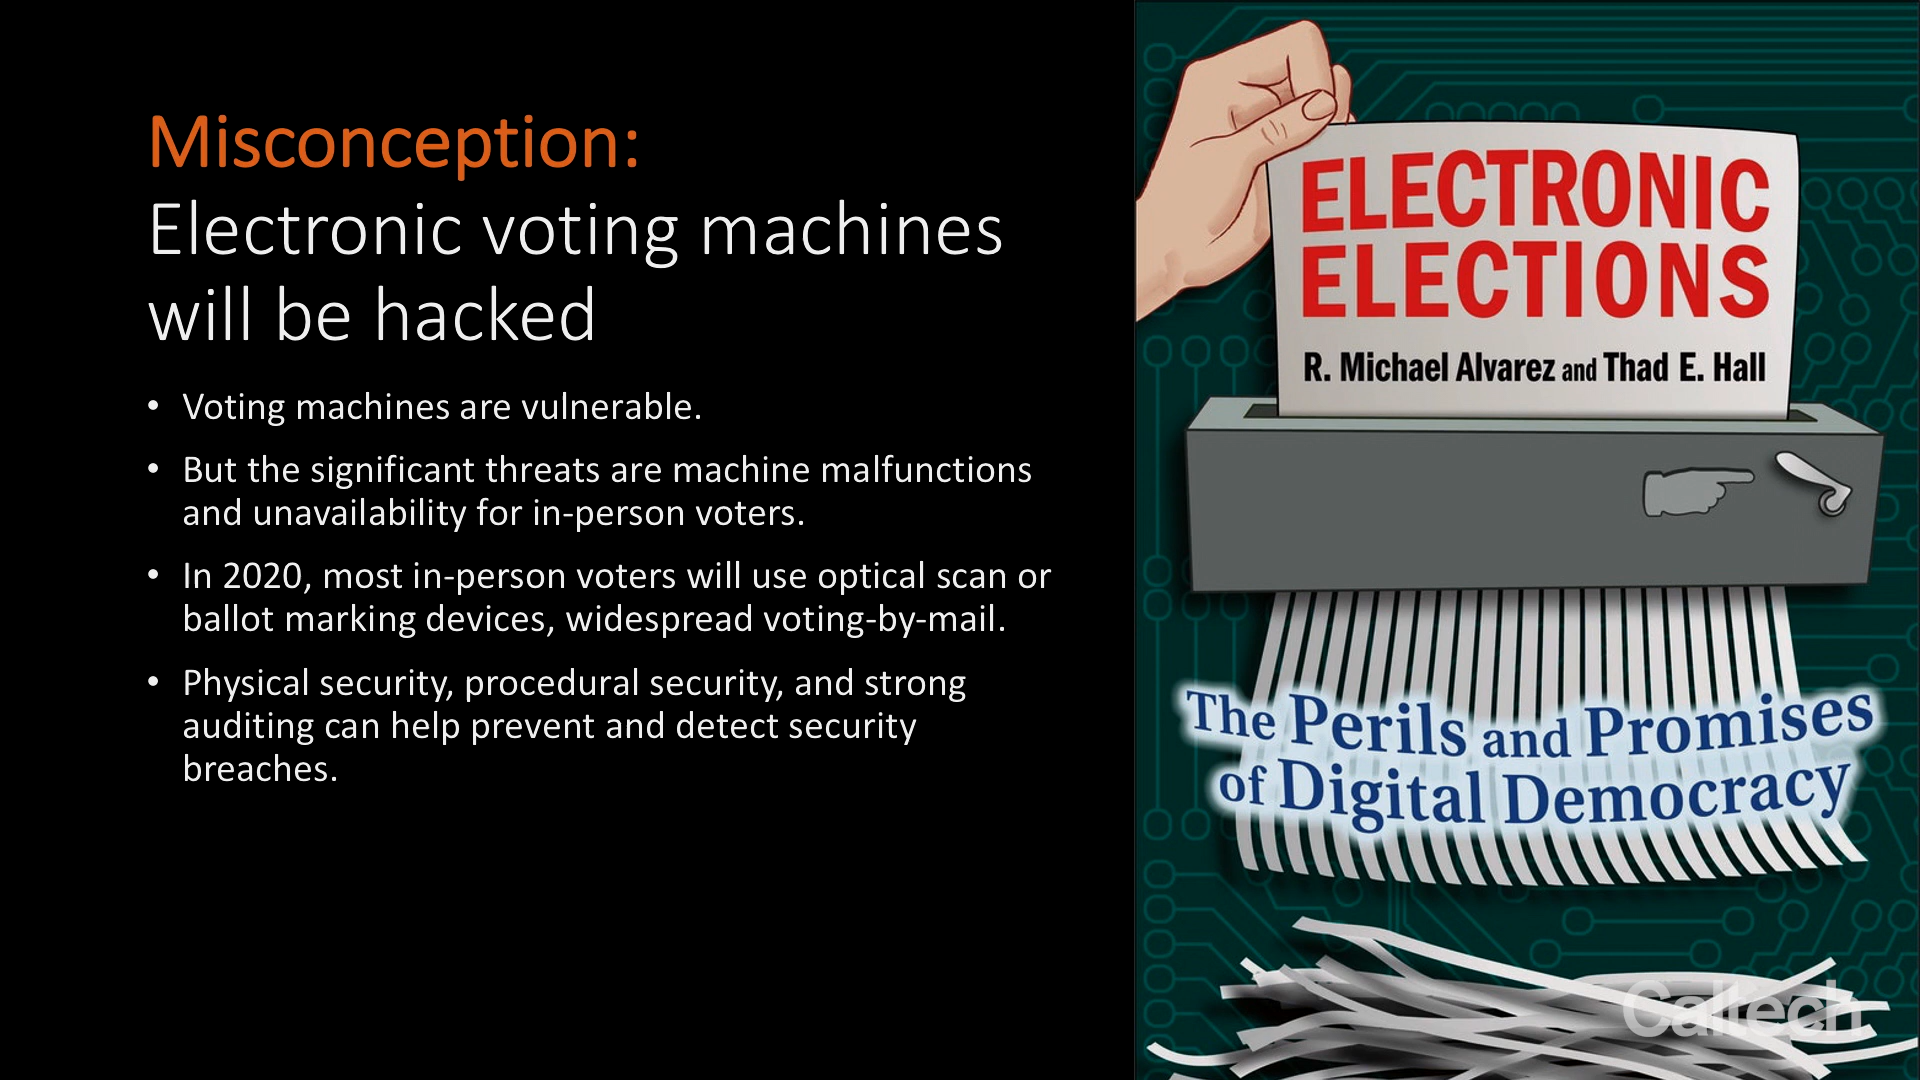 Misconception:
Electronic voting machines
will be hacked
• Voting machines are vulnerable.
• But the significant threats are machine malfunctions
and unavailability for in-person voters.
• In 2020, most in-person voters will use optical scan or
ballot marking devices, widespread voting-by-mail.
• Physical security, procedural security, and strong
auditing can help prevent and detect security
breaches.
ELECTRONIC
ELECTIONS
R. Michael Alvarez and Thad E. Hall
The Perils and Promises
of Digital Democracy
Caltech